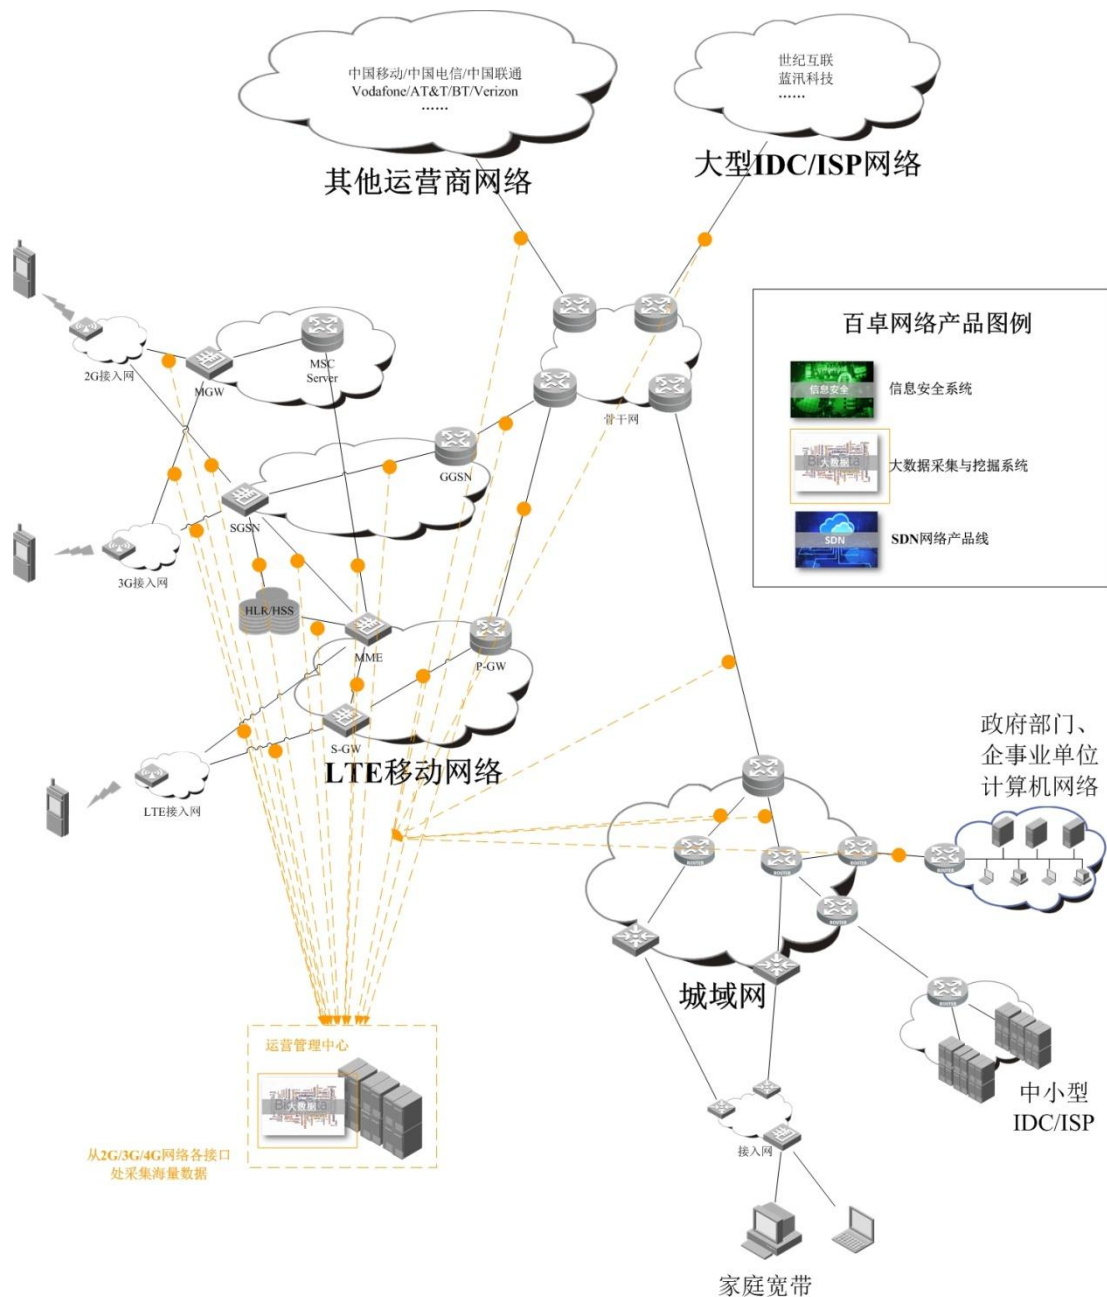 中国移动/中国电信/中国联通
Vodafone/AT&T/BT/Verizon
……
其他运营商网络
世纪互联
蓝汛科技
……
大型IDC/ISP网络
百卓网络产品图例
信息安全
信息安全系统
大数据
大数据采集与挖掘系统
SDN
SDN网络产品线
2G接入网
MGW
MSC
Server
骨干网
GGSN
SGSN
3G接入网
HLR/HSS
MME
P-GW
S-GW
LTE移动网络
LTE接入网
政府部门、
企事业单位
计算机网络
ROUTER
ROUTER
ROUTER
ROUTER
ROUTER
城域网
ROUTER
中小型
IDC/ISP
运营管理中心
大数据
从2G/3G/4G网络各接口
处采集海量数据
接入网
家庭宽带